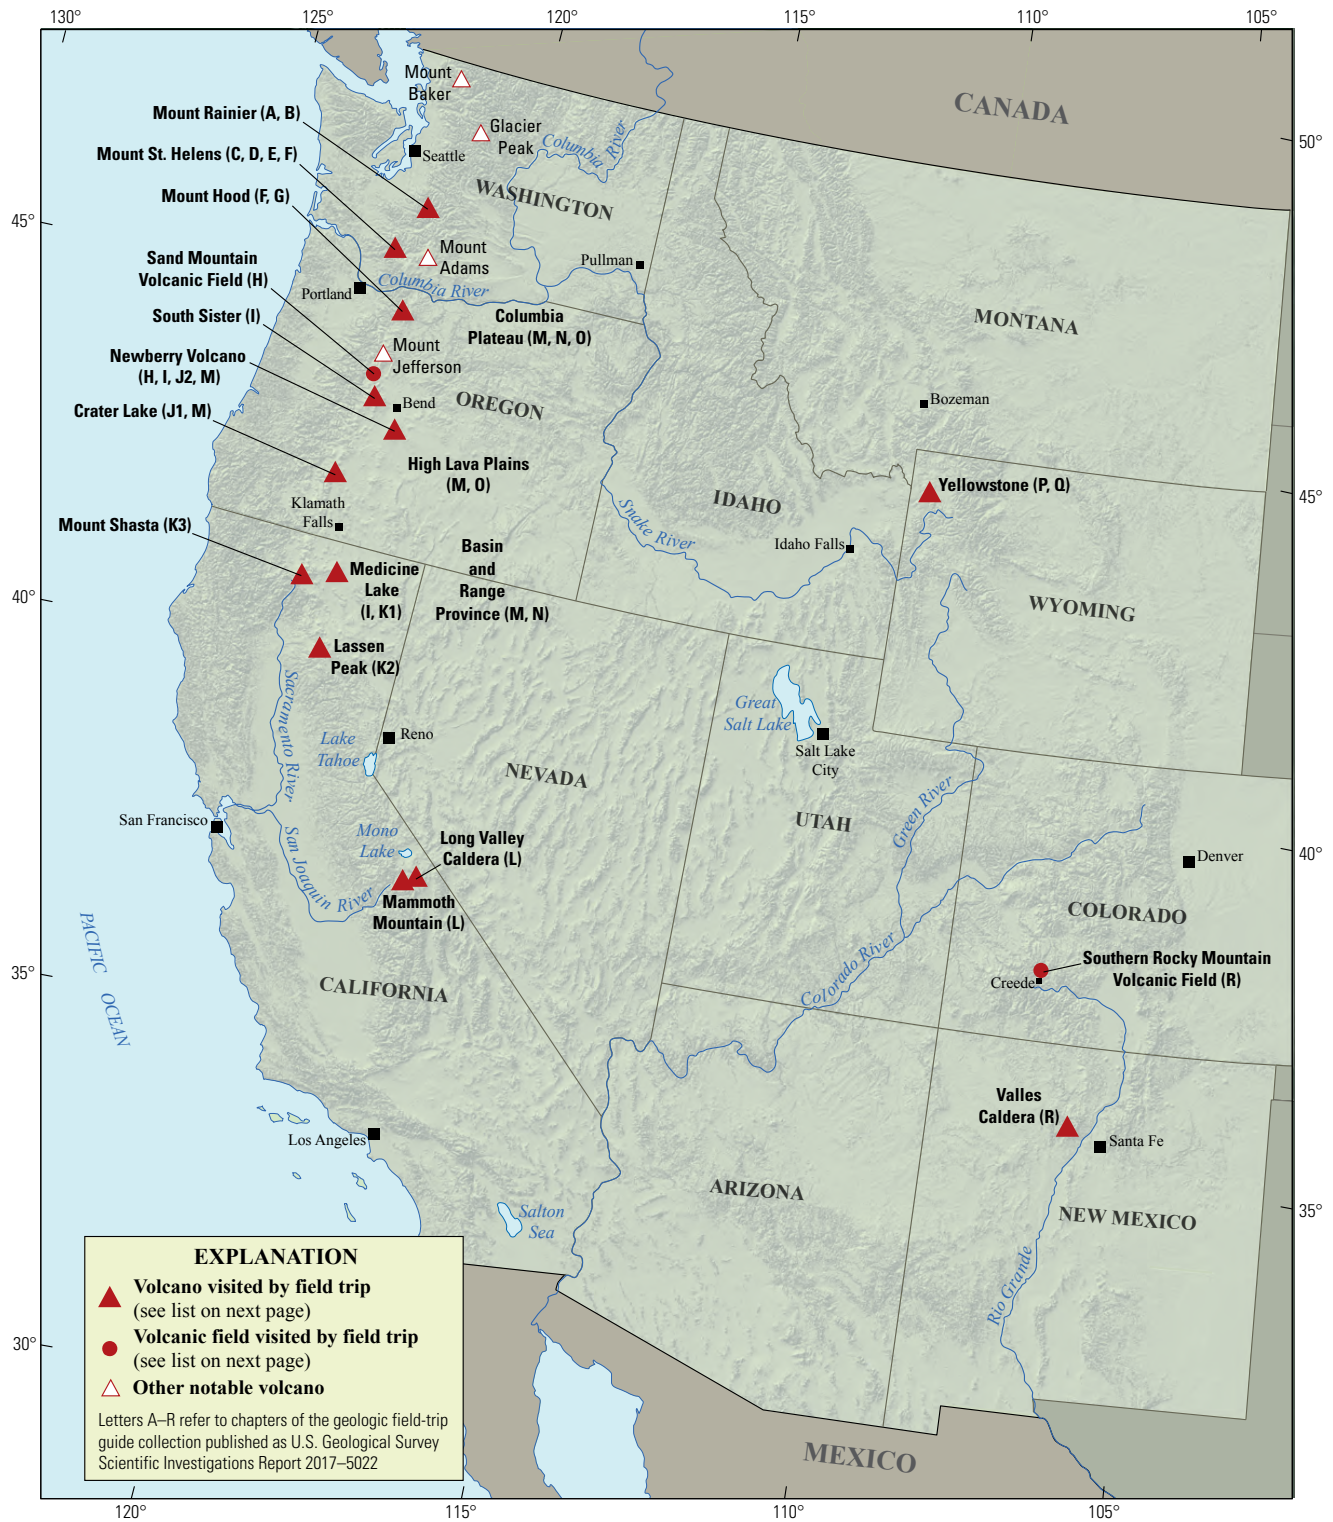 130°
125°
120°
115°
110°
105°
CANADA
50°
Mount
Baker
Mount Rainier (A, B)
Glacier
Peak
Columbia River
Seattle
Mount St. Helens (C, D, E, F)
WASHINGTON
Mount Hood (F, G)
45°
Mount
Adams
Pullman
Sand Mountain
Volcanic Field (H)
Portland
Columbia River
South Sister (I)
Columbia
Plateau (M, N, O)
MONTANA
Mount
Jefferson
Newberry Volcano
(H, I, J2, M)
Bend
OREGON
Bozeman
Crater Lake (J1, M)
High Lava Plains
(M, O)
Yellowstone (P, Q)
45°
IDAHO
Klamath
Falls
Snake River
Idaho Falls
Mount Shasta (K3)
Basin
and
Range
Province (M, N)
Medicine
Lake
(I, K1)
40°
WYOMING
Lassen
Peak (K2)
Sacramento River
Great
Salt Lake
Reno
Lake
Tahoe
Salt Lake
City
NEVADA
UTAH
Green River
San Francisco
Mono
Lake
Long Valley
Caldera (L)
San Joaquin River
40°
Denver
Mammoth
Mountain (L)
COLORADO
PACIFIC OCEAN
Colorado River
Southern Rocky Mountain
Volcanic Field (R)
35°
Creede
CALIFORNIA
Valles
Caldera (R)
Los Angeles
Santa Fe
ARIZONA
Salton
Sea
NEW MEXICO
35°
Rio Grande
EXPLANATION
Volcano visited by field trip
(see list on next page)
Volcanic field visited by field trip
(see list on next page)
Other notable volcano
Letters A–R refer to chapters of the geologic field-trip
guide collection published as U.S. Geological Survey
Scientific Investigations Report 2017–5022
30°
MEXICO
120°
115°
110°
105°